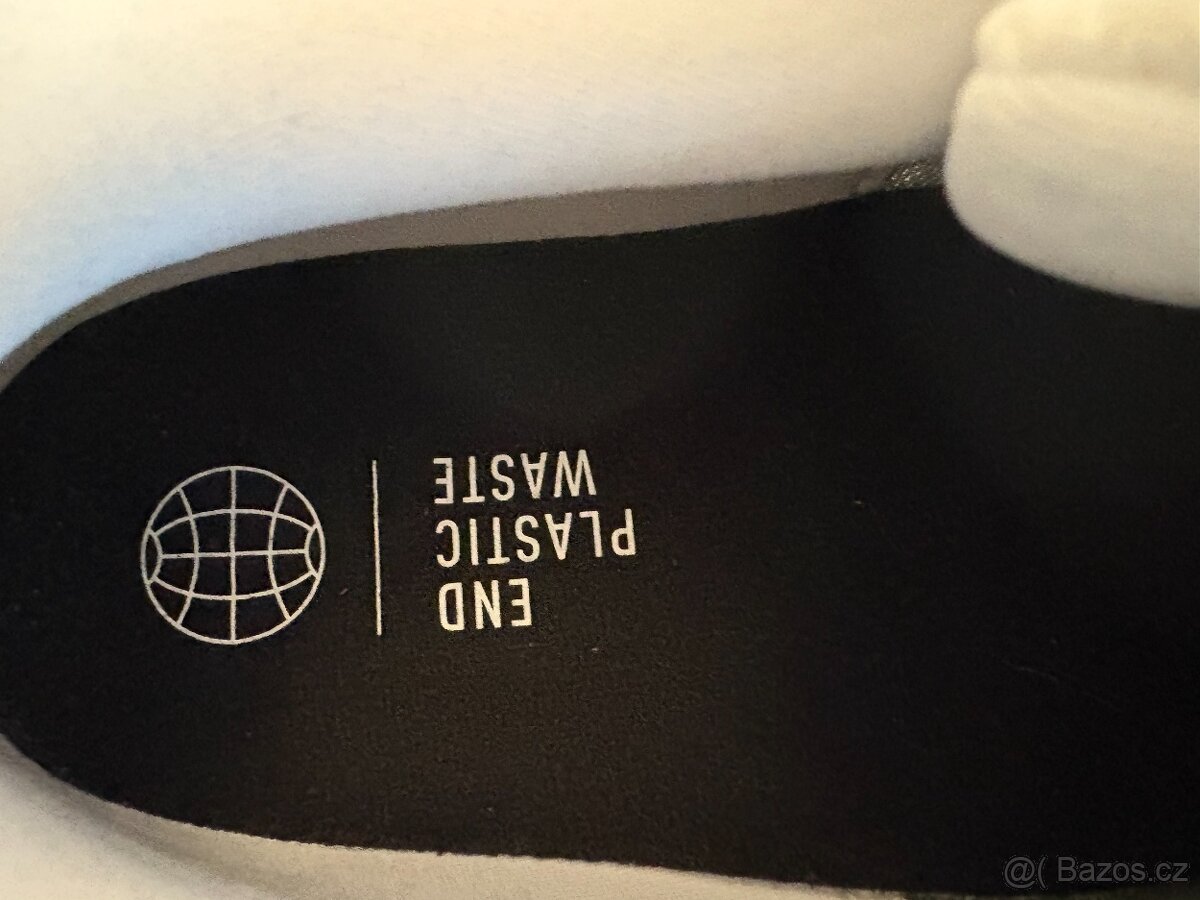 END
PLASTIC
WASTE
@( Bazos.cz